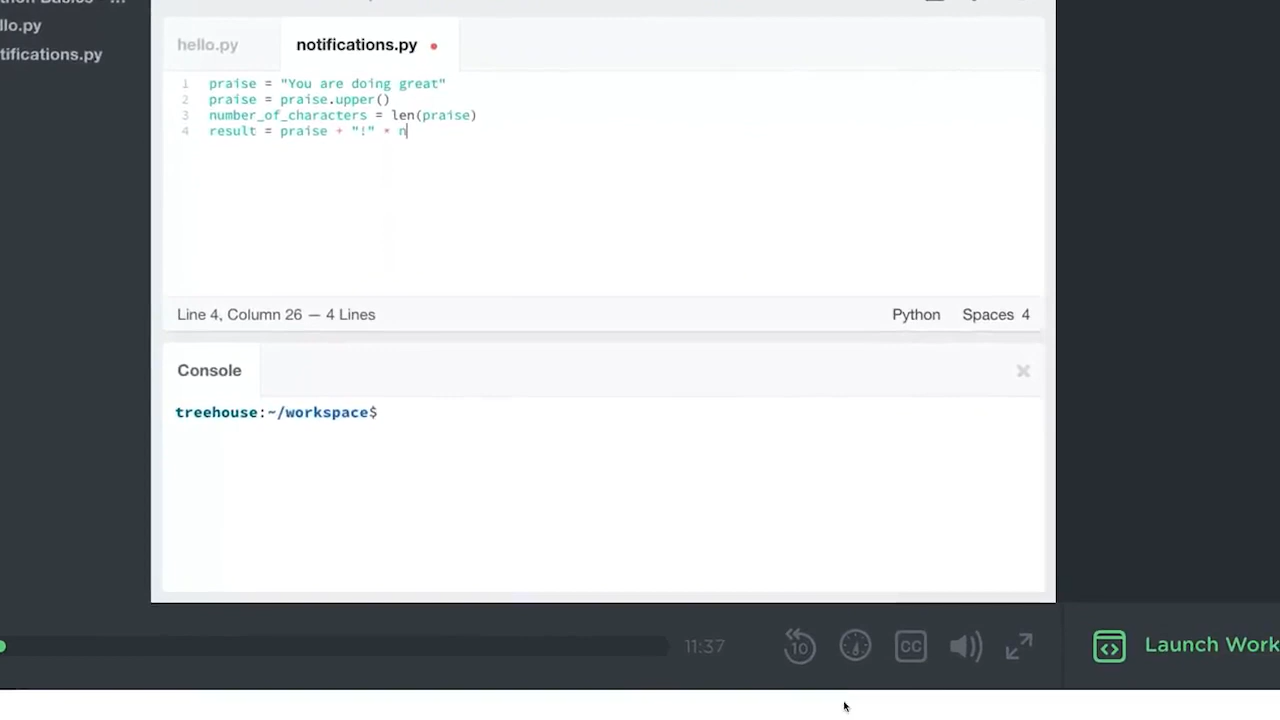 llo.py
tifications.py
hello.py
notifications.py
1 praise = "You are doing great"
2 praise = praise.upper()
3 number_of_characters = len(praise)
4 result = praise + "!" * n
Line 4, Column 26 — 4 Lines
Python
Spaces 4
Console
treehouse:~/workspace$
11:37
10
CC
Launch Work